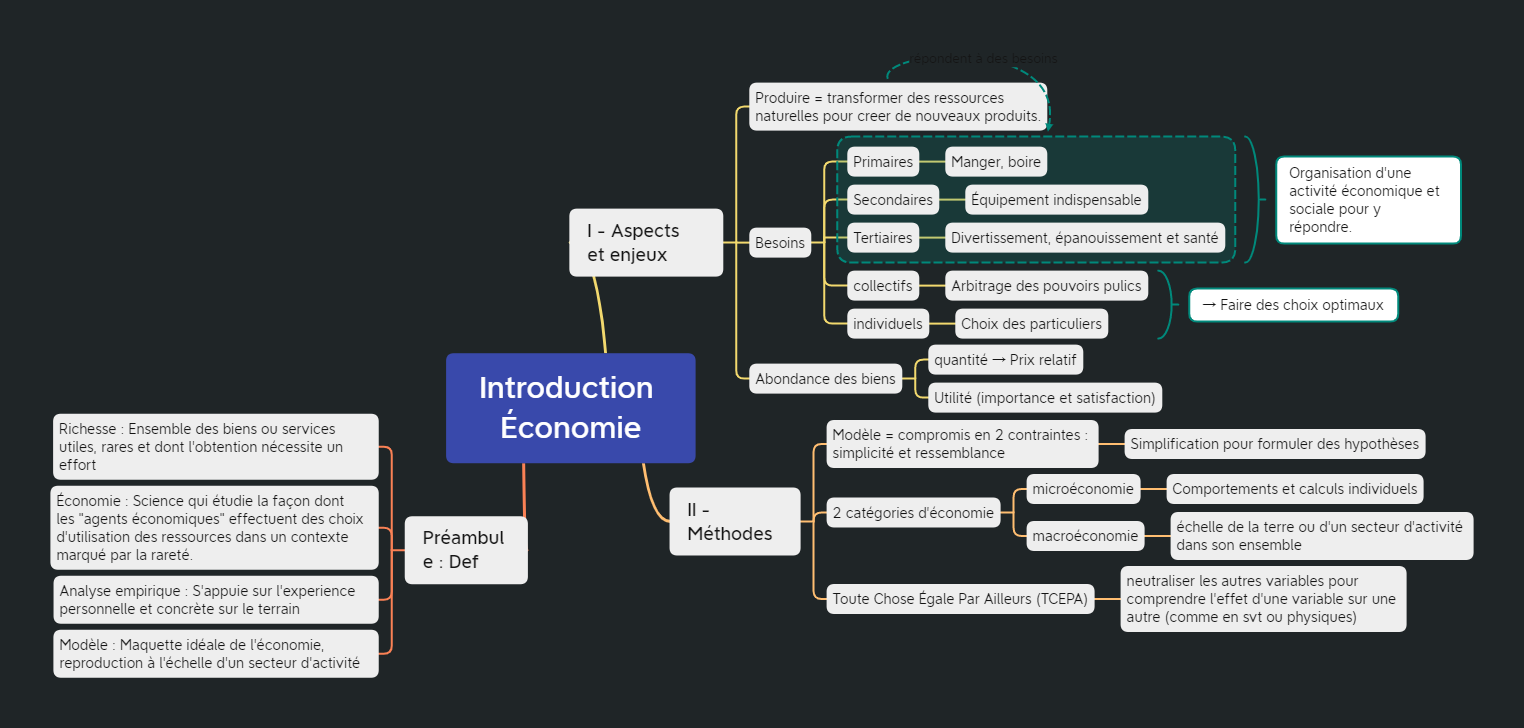 répondent à des besoins
Produire = transformer des ressources
naturelles pour creer de nouveaux produits.
Primaires
Manger, boire
Secondaires
Équipement indispensable
Tertiaires
Divertissement, épanouissement et santé
Organisation d'une
activité économique et
sociale pour y
répondre.
I - Aspects
et enjeux
Besoins
collectifs
Arbitrage des pouvoirs pulics
individuels
Choix des particuliers
→ Faire des choix optimaux
Abondance des biens
quantité → Prix relatif
Utilité (importance et satisfaction)
Introduction
Économie
Richesse : Ensemble des biens ou services
utiles, rares et dont l'obtention nécessite un
effort
Économie : Science qui étudie la façon dont
les "agents économiques" effectuent des choix
d'utilisation des ressources dans un contexte
marqué par la rareté.
Préambul
e : Def
Analyse empirique : S'appuie sur l'experience
personnelle et concrète sur le terrain
Modèle : Maquette idéale de l'économie,
reproduction à l'échelle d'un secteur d'activité
II -
Méthodes
Modèle = compromis en 2 contraintes :
simplicité et ressemblance
Simplification pour formuler des hypothèses
2 catégories d'économie
microéconomie
Comportements et calculs individuels
macroéconomie
échelle de la terre ou d'un secteur d'activité
dans son ensemble
Toute Chose Égale Par Ailleurs (TCEPA)
neutraliser les autres variables pour
comprendre l'effet d'une variable sur une
autre (comme en svt ou physiques)